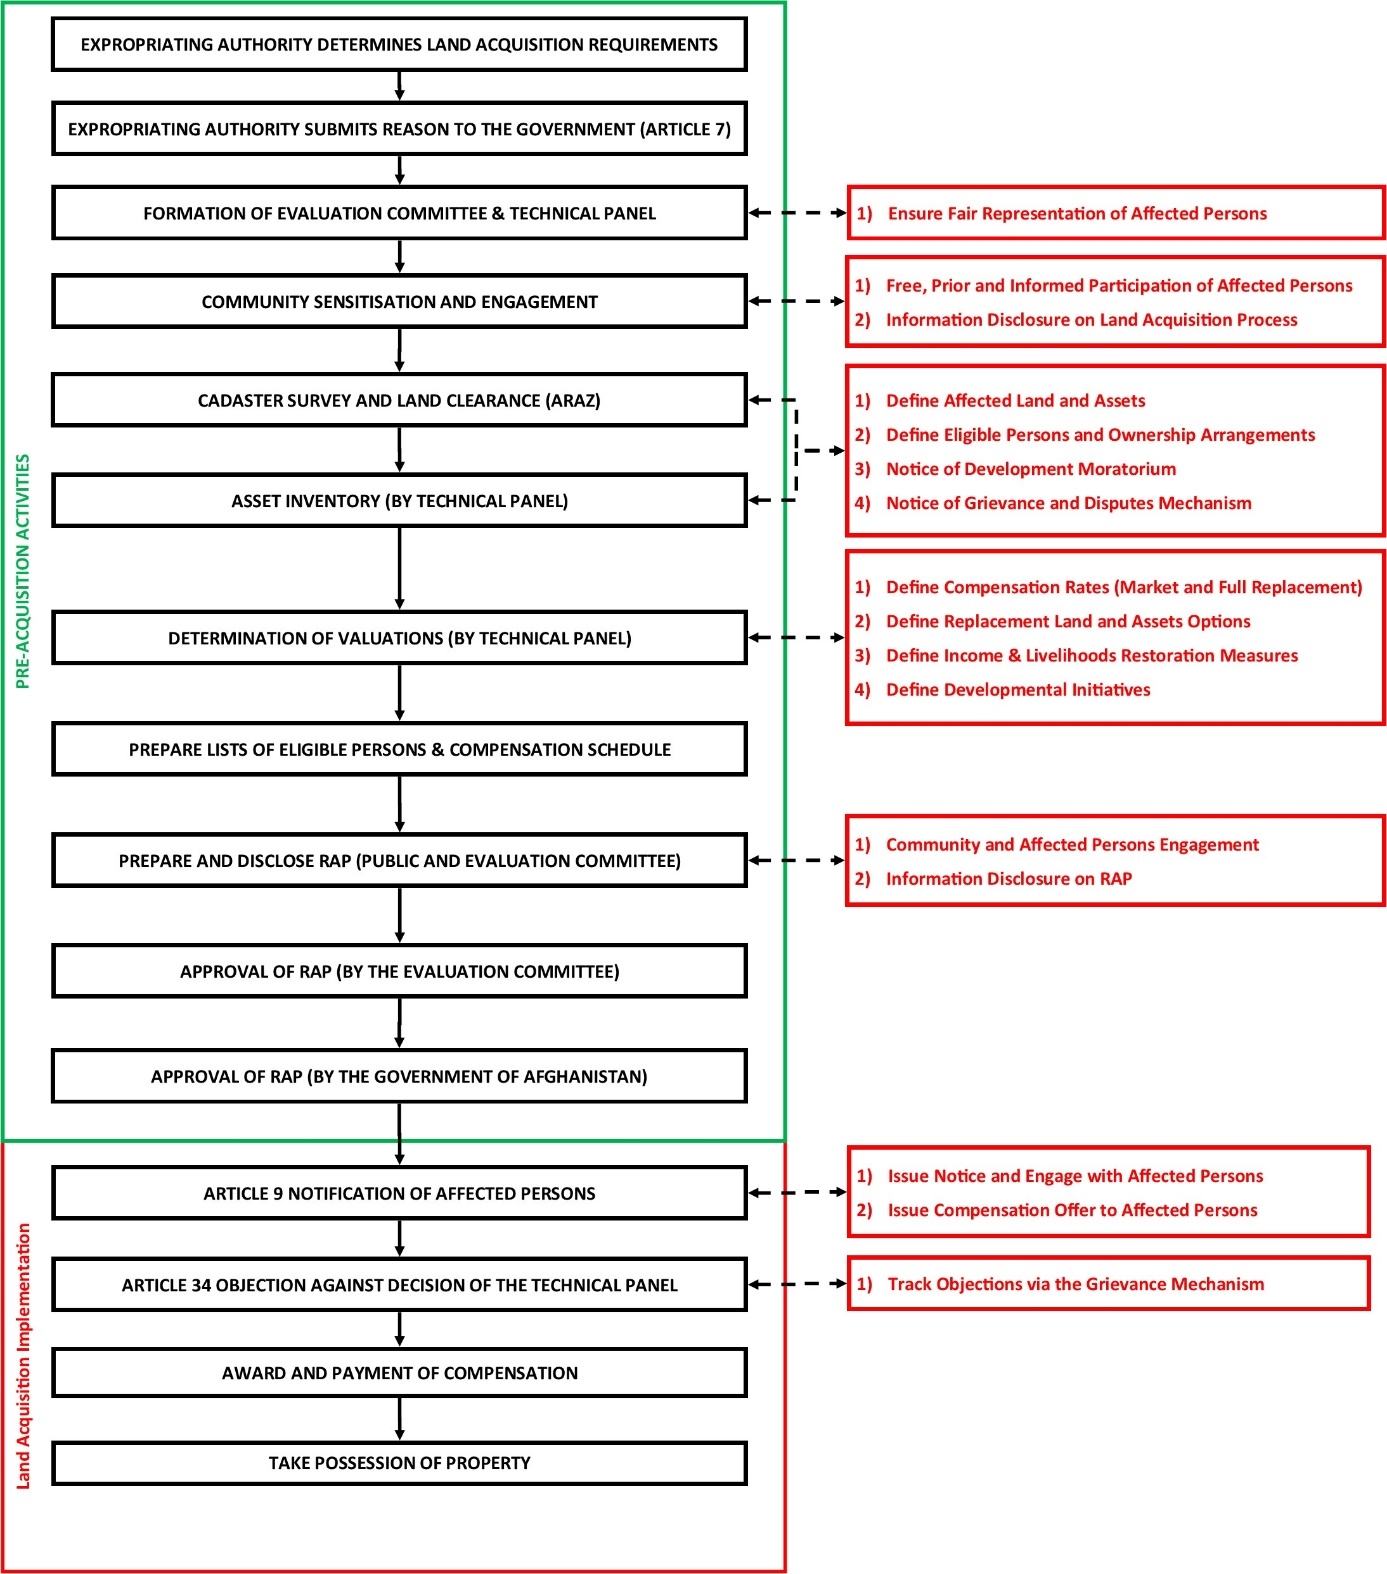 EXPROPRIATING AUTHORITY DETERMINES LAND ACQUISITION REQUIREMENTS
EXPROPRIATING AUTHORITY SUBMITS REASON TO THE GOVERNMENT (ARTICLE 7)
FORMATION OF EVALUATION COMMITTEE & TECHNICAL PANEL
1) Ensure Fair Representation of Affected Persons
COMMUNITY SENSITISATION AND ENGAGEMENT
1) Free, Prior and Informed Participation of Affected Persons
2) Information Disclosure on Land Acquisition Process
CADASTER SURVEY AND LAND CLEARANCE (ARAZ)
ASSET INVENTORY (BY TECHNICAL PANEL)
1) Define Affected Land and Assets
2) Define Eligible Persons and Ownership Arrangements
3) Notice of Development Moratorium
4) Notice of Grievance and Disputes Mechanism
PRE-ACQUISITION ACTIVITIES
DETERMINATION OF VALUATIONS (BY TECHNICAL PANEL)
1) Define Compensation Rates (Market and Full Replacement)
2) Define Replacement Land and Assets Options
3) Define Income & Livelihoods Restoration Measures
4) Define Developmental Initiatives
PREPARE LISTS OF ELIGIBLE PERSONS & COMPENSATION SCHEDULE
PREPARE AND DISCLOSE RAP (PUBLIC AND EVALUATION COMMITTEE)
1) Community and Affected Persons Engagement
2) Information Disclosure on RAP
APPROVAL OF RAP (BY THE EVALUATION COMMITTEE)
APPROVAL OF RAP (BY THE GOVERNMENT OF AFGHANISTAN)
ARTICLE 9 NOTIFICATION OF AFFECTED PERSONS
1) Issue Notice and Engage with Affected Persons
2) Issue Compensation Offer to Affected Persons
ARTICLE 34 OBJECTION AGAINST DECISION OF THE TECHNICAL PANEL
1) Track Objections via the Grievance Mechanism
Land Acquisition Implementation
AWARD AND PAYMENT OF COMPENSATION
TAKE POSSESSION OF PROPERTY